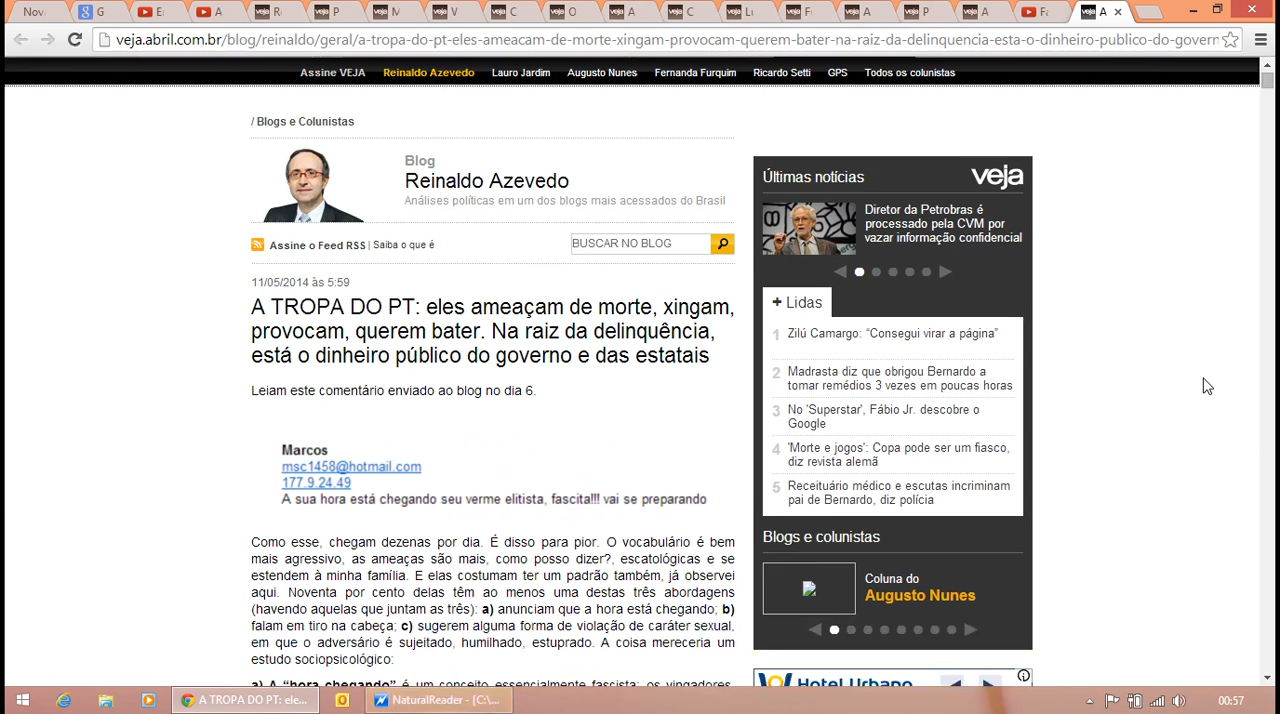 Nova
G
E
A
R
P
M
V
C
O
A
C
L
F
A
P
A
F
A
veja.abril.com.br/blog/reinaldo/geral/a-tropa-do-pt-eles-ameacam-de-morte-xingam-provocam-querem-bater-na-raiz-da-delinquencia-esta-o-dinheiro-publico-do-govern
Assine VEJA Reinaldo Azevedo Lauro Jardim Augusto Nunes Fernanda Furquim Ricardo Setti GPS Todos os colunistas
/ Blogs e Colunistas
Blog
Reinaldo Azevedo
Análises políticas em um dos blogs mais acessados do Brasil
Assine o Feed RSS | Saiba o que é
BUSCAR NO BLOG
11/05/2014 às 5:59
A TROPA DO PT: eles ameaçam de morte, xingam,
provocam, querem bater. Na raiz da delinquência,
está o dinheiro público do governo e das estatais
Leiam este comentário enviado ao blog no dia 6.
Marcos
msc1458@hotmail.com
177.9.24.49
A sua hora está chegando seu verme elitista, fascita!!! vai se preparando
Como esse, chegam dezenas por dia. É disso para pior. O vocabulário é bem
mais agressivo, as ameaças são mais, como posso dizer?, escatológicas e se
estendem à minha família. E elas costumam ter um padrão também, já observei
aqui. Noventa por cento delas têm ao menos uma destas três abordagens
(havendo aquelas que juntam as três): a) anunciam que a hora está chegando; b)
falam em tiro na cabeça; c) sugerem alguma forma de violação de caráter sexual,
em que o adversário é sujeitado, humilhado, estuprado. A coisa mereceria um
estudo sociopsicológico:
a) A “hora chegando” é um conceito essencialmente fascista: os vingadores,
Últimas notícias
veja
Diretor da Petrobras é
processado pela CVM por
vazar informação confidencial
+ Lidas
1 Zilú Camargo: “Consegui virar a página”
2 Madrasta diz que obrigou Bernardo a
tomar remédios 3 vezes em poucas horas
3 No 'Superstar', Fábio Jr. descobre o
Google
4 'Morte e jogos': Copa pode ser um fiasco,
diz revista alemã
5 Receituário médico e escutas incriminam
pai de Bernardo, diz polícia
Blogs e colunistas
Coluna do
Augusto Nunes
Hotel Urbano
A TROPA DO PT: ele...
NaturalReader - [C:\...
00:57